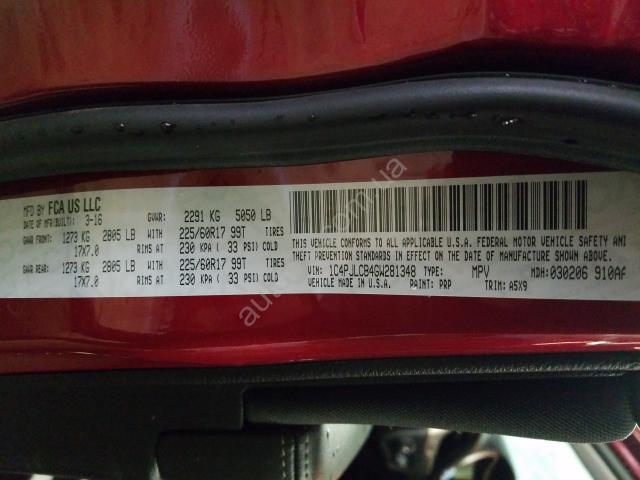 MFD BY FCA US LLC
DATE OF MFR(BUILT): 3-16 GVWR: 2291 KG 5050 LB
GAWR FRONT: 1273 KG 2805 LB WITH 225/60R17 99T TIRES
17X7.0 RIMS AT 230 KPA ( 33 PSI) COLD
GAWR REAR: 1273 KG 2805 LB WITH 225/60R17 99T TIRES
17X7.0 RIMS AT 230 KPA ( 33 PSI) COLD
THIS VEHICLE CONFORMS TO ALL APPLICABLE U.S.A. FEDERAL MOTOR VEHICLE SAFETY AND
THEFT PREVENTION STANDARDS IN EFFECT ON THE DATE OF MANUFACTURE SHOWN ABOVE.
VIN: 1C4PJLCB4GW281348 TYPE: MPV MDH: 030206 910AF
VEHICLE MADE IN U.S.A. PAINT: PRP TRIM: A5X9